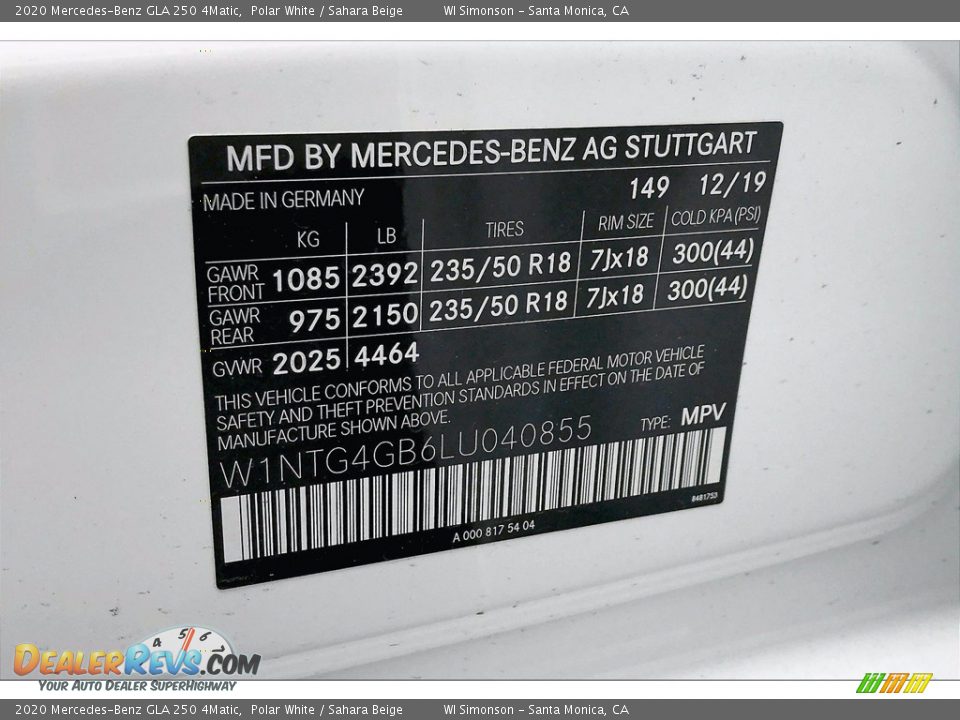 2020 Mercedes-Benz GLA 250 4Matic, Polar White / Sahara Beige WI Simonson - Santa Monica, CA
MFD BY MERCEDES-BENZ AG STUTTGART
MADE IN GERMANY 149 12/19
KG LB TIRES RIM SIZE COLD KPA (PSI)
GAWR FRONT 1085 2392 235/50 R18 7Jx18 300(44)
GAWR REAR 975 2150 235/50 R18 7Jx18 300(44)
GVWR 2025 4464
THIS VEHICLE CONFORMS TO ALL APPLICABLE FEDERAL MOTOR VEHICLE
SAFETY AND THEFT PREVENTION STANDARDS IN EFFECT ON THE DATE OF
MANUFACTURE SHOWN ABOVE.
TYPE: MPV
W1NTG4GB6LU040855
8481753
A 000 817 54 04
4 5 6 7
DEALERREVS.COM
YOUR AUTO DEALER SUPERHIGHWAY
2020 Mercedes-Benz GLA 250 4Matic, Polar White / Sahara Beige WI Simonson - Santa Monica, CA